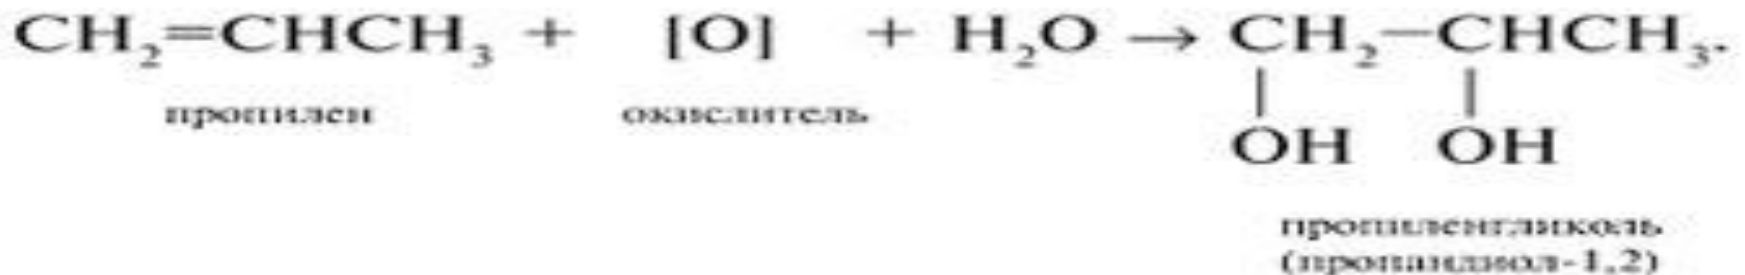 CH₂=CHCH₃ + [O] + H₂O → CH₂−CHCH₃.
пропилен окислитель
| |
OH OH
пропиленгликоль
(пропандиол-1,2)